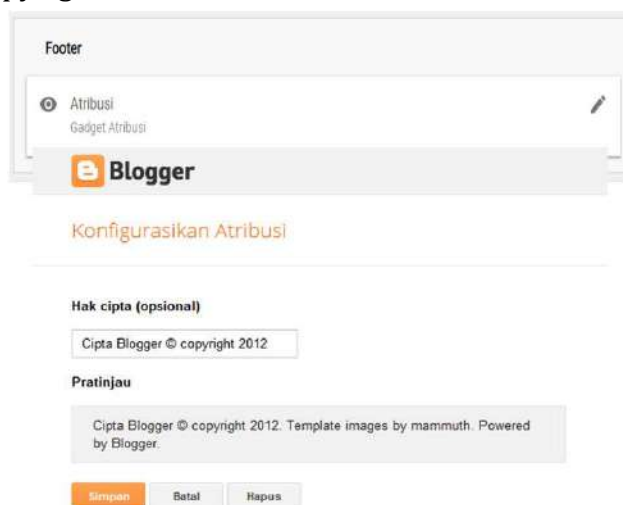 Footer
Atribusi
Gadget Atribusi
Blogger
Konfigurasikan Atribusi
Hak cipta (opsional)
Cipta Blogger © copyright 2012
Pratinjau
Cipta Blogger © copyright 2012. Template images by mammuth. Powered
by Blogger.
Simpan Batal Hapus